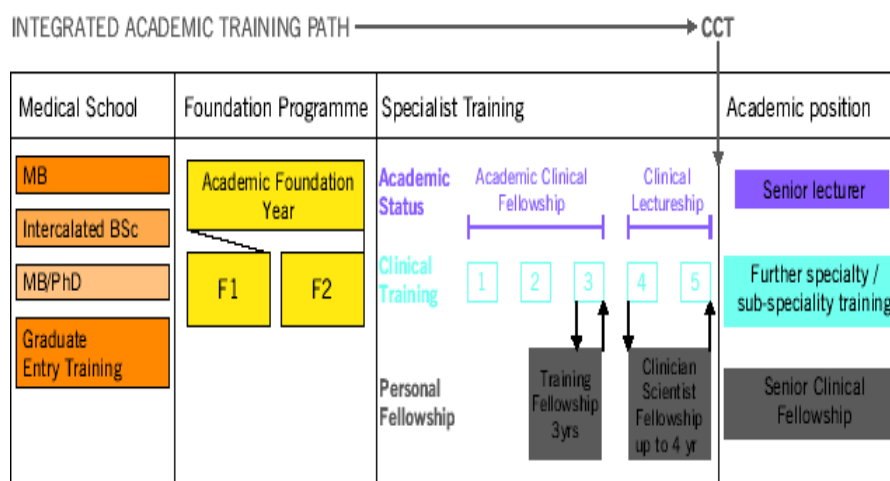 INTEGRATED ACADEMIC TRAINING PATH
CCT
Medical School
Foundation Programme
Specialist Training
Academic position
MB
Intercalated BSc
MB/PhD
Graduate
Entry Training
Academic Foundation
Year
F1
F2
Academic
Status
Academic Clinical
Fellowship
Clinical
Lectureship
Clinical
Training
1
2
3
4
5
Personal
Fellowship
Training
Fellowship
3yrs
Clinician
Scientist
Fellowship
up to 4 yr
Senior lecturer
Further specialty /
sub-speciality training
Senior Clinical
Fellowship